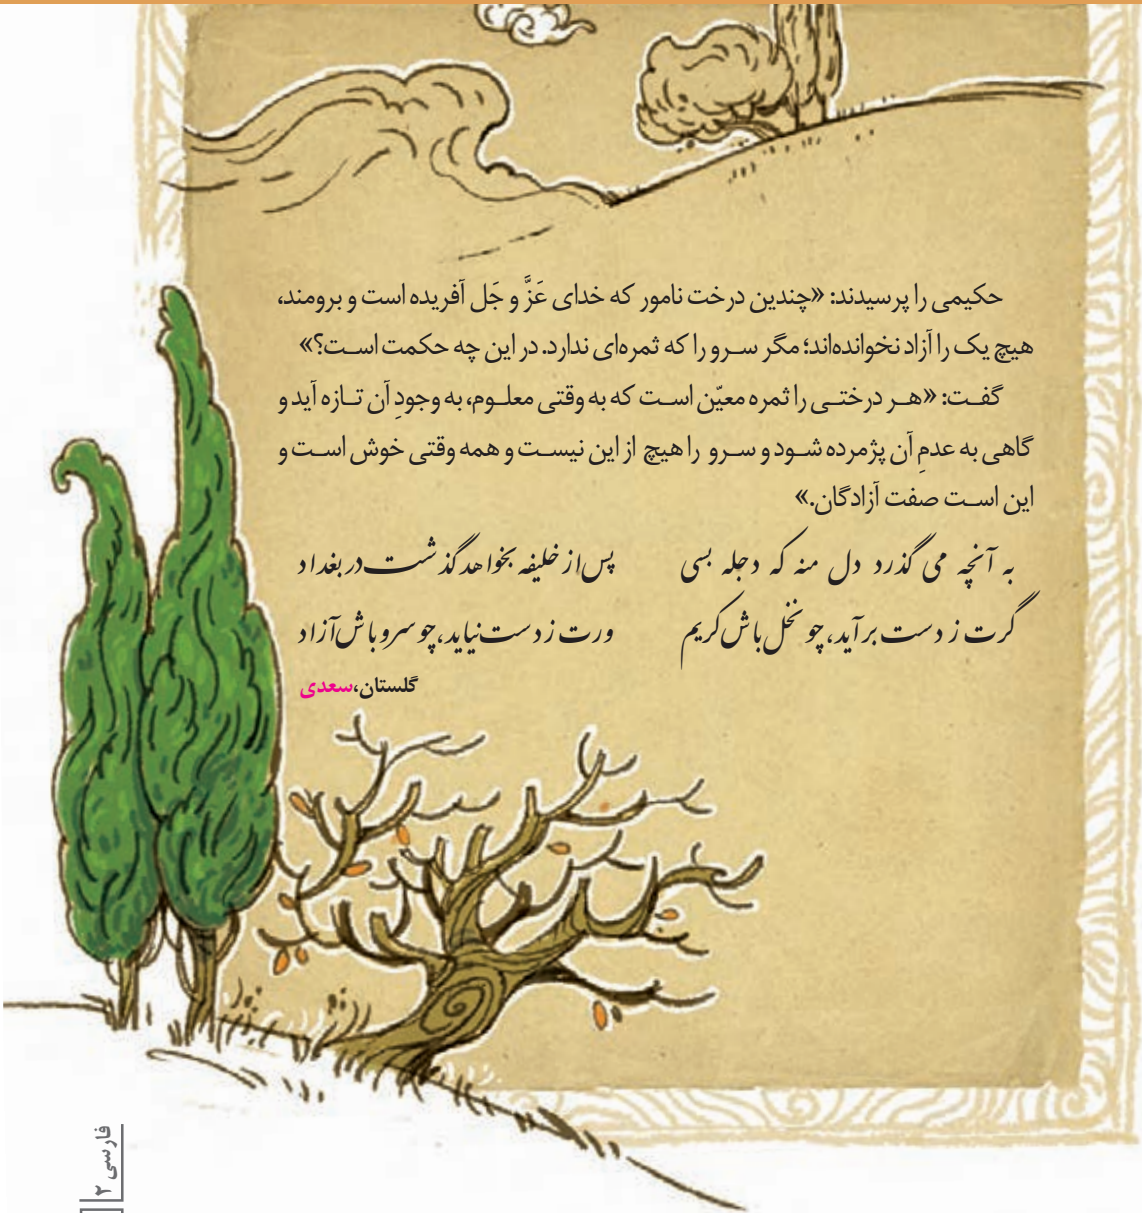 حکیمی را پرسیدند: «چندین درخت نامور که خدای عَزَّ و جَل آفریده است و برومند،
هیچ یک را آزاد نخوانده‌اند؛ مگر سرو را که ثمره‌ای ندارد. در این چه حکمت است؟»
گفت: «هر درختی را ثمره معیّن است که به وقتی معلوم، به وجودِ آن تازه آید و
گاهی به عدمِ آن پژمرده شود و سرو را هیچ از این نیست و همه وقتی خوش است و
این است صفت آزادگان.»
به آنچه می گذرد دل منه که دجله بسی پس از خلیفه بخواهد گذشت در بغداد
گرت ز دست برآید، چو نخل باش کریم ورت ز دست نیاید، چو سرو باش آزاد
گلستان، سعدی
فارسی ۲